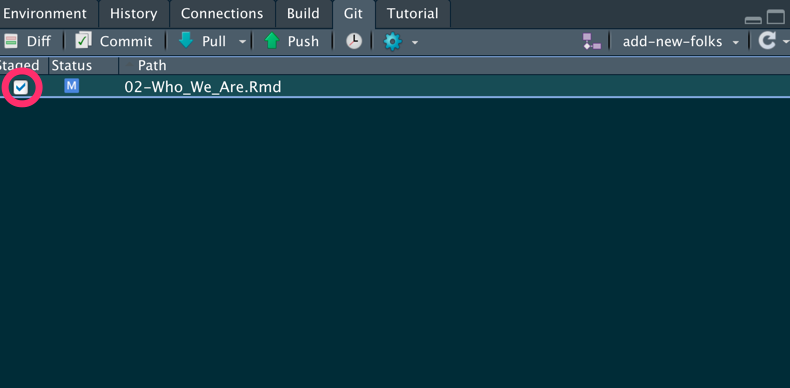 Environment History Connections Build Git Tutorial
Diff Commit Pull Push add-new-folks
Staged Status Path
M 02-Who_We_Are.Rmd